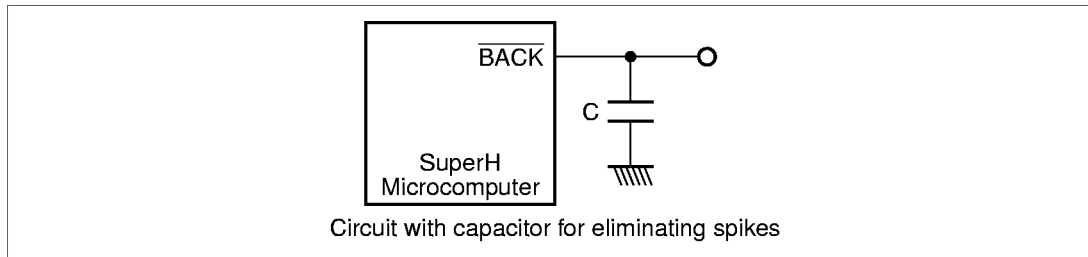 BACK
C
SuperH
Microcomputer
Circuit with capacitor for eliminating spikes